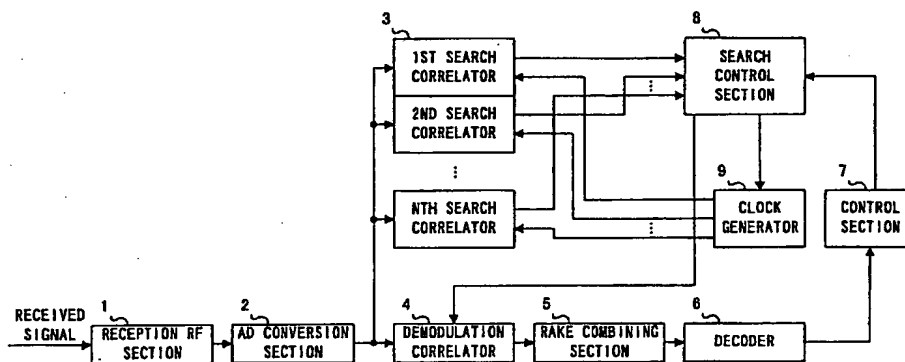 3
1ST SEARCH
CORRELATOR
2ND SEARCH
CORRELATOR
NTH SEARCH
CORRELATOR
8
SEARCH
CONTROL
SECTION
9
CLOCK
GENERATOR
7
CONTROL
SECTION
RECEIVED
SIGNAL
1
RECEPTION RF
SECTION
2
AD CONVERSION
SECTION
4
DEMODULATION
CORRELATOR
5
RAKE COMBINING
SECTION
6
DECODER